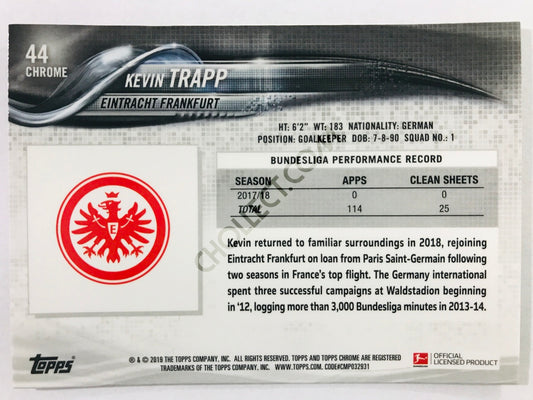 44
CHROME
KEVIN TRAPP
EINTRACHT FRANKFURT
HT: 6'2" WT: 183 NATIONALITY: GERMAN
POSITION: GOALKEEPER DOB: 7-8-90 SQUAD NO.: 1
BUNDESLIGA PERFORMANCE RECORD
SEASON APPS CLEAN SHEETS
2017/18 0 0
TOTAL 114 25
E
Kevin returned to familiar surroundings in 2018, rejoining
Eintracht Frankfurt on loan from Paris Saint-Germain following
two seasons in France's top flight. The Germany international
spent three successful campaigns at Waldstadion beginning
in '12, logging more than 3,000 Bundesliga minutes in 2013-14.
CHOLLECT.COM
topps
® & © 2019 THE TOPPS COMPANY, INC. ALL RIGHTS RESERVED. TOPPS AND TOPPS CHROME ARE REGISTERED
TRADEMARKS OF THE TOPPS COMPANY, INC. WWW.TOPPS.COM. CODE#CMP032931
OFFICIAL
LICENSED PRODUCT